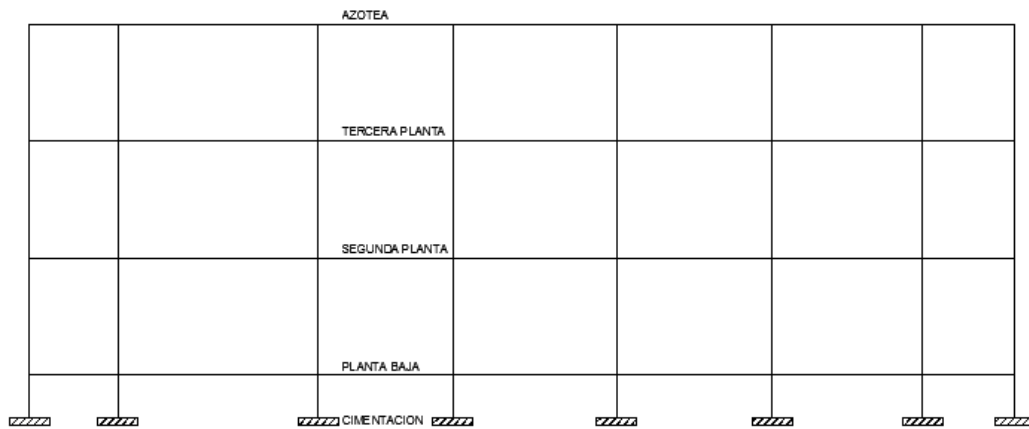 AZOTEA
TERCERA PLANTA
SEGUNDA PLANTA
PLANTA BAJA
CIMENTACION